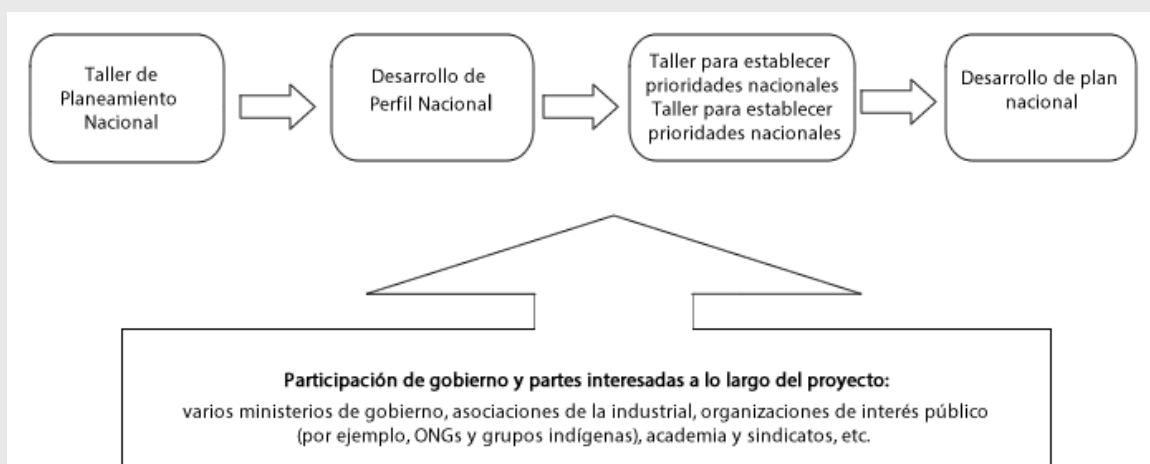 Taller de
Planeamiento
Nacional
Desarrollo de
Perfil Nacional
Taller para establecer
prioridades nacionales
Taller para establecer
prioridades nacionales
Desarrollo de plan
nacional
Participación de gobierno y partes interesadas a lo largo del proyecto:
varios ministerios de gobierno, asociaciones de la industrial, organizaciones de interés público
(por ejemplo, ONGs y grupos indígenas), academia y sindicatos, etc.